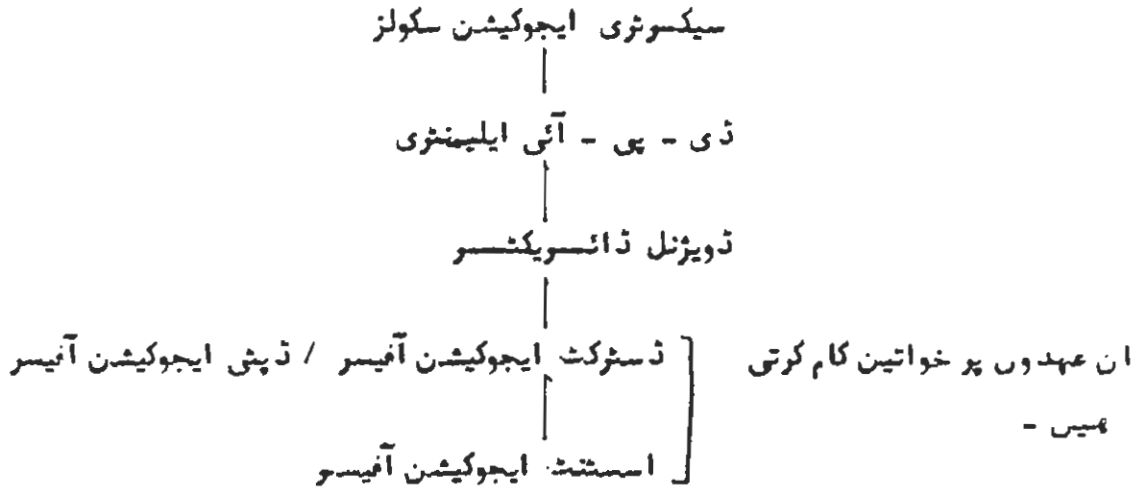 سیکسوٹری ایجوکیشن سکولز
ڈی - پی - آئی ایلیمنٹری
ڈویژنل ڈائریکٹر
ان عہدوں پر خواتین کام کرتی ڈسٹرکٹ ایجوکیشن آفیسر / ڈپٹی ایجوکیشن آفیسر
ہیں -
اسسٹنٹ ایجوکیشن آفیسر